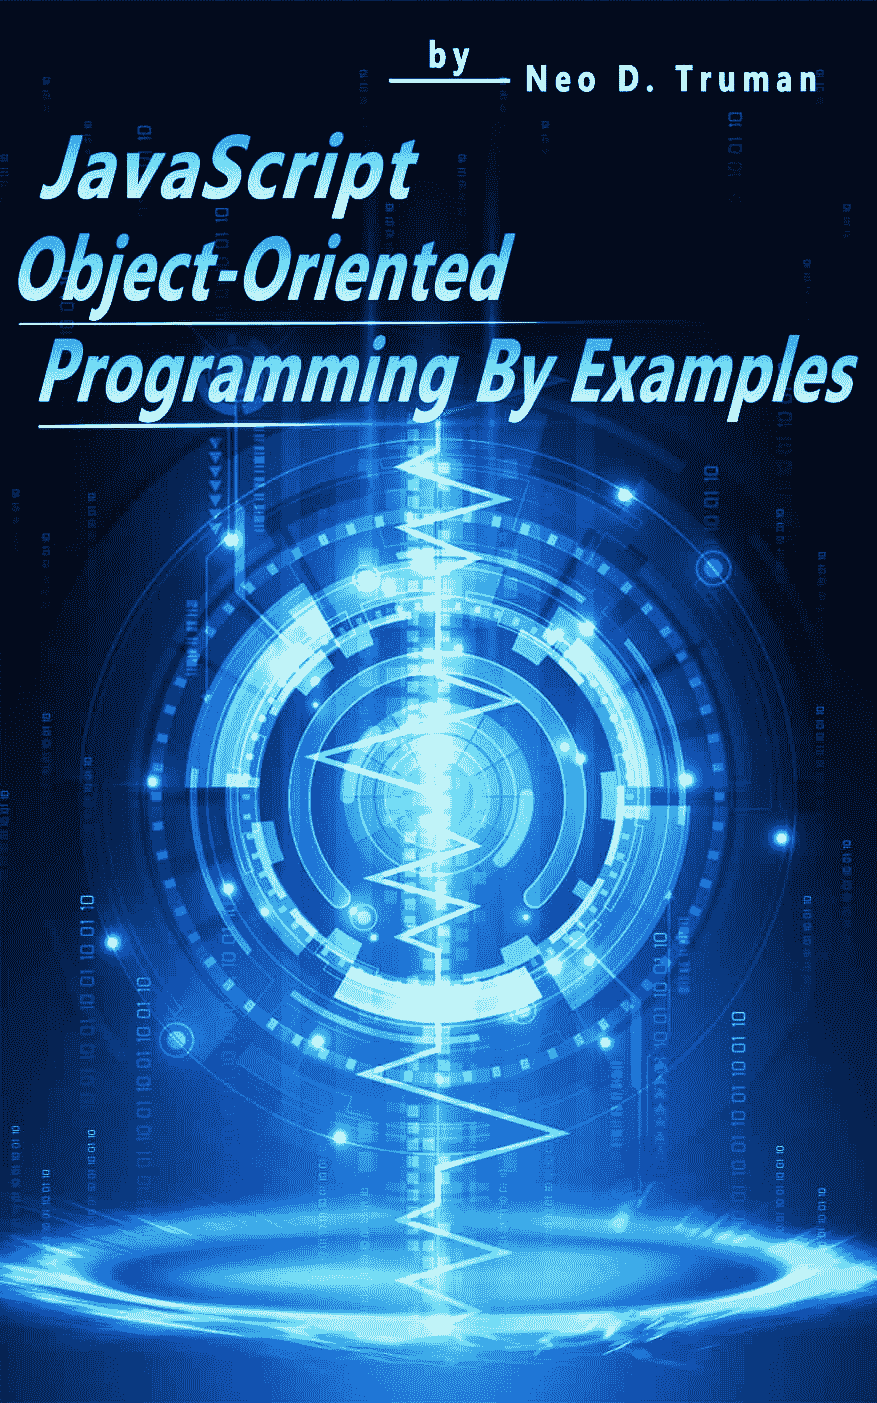 by
Neo D. Truman
JavaScript
Object-Oriented
Programming By Examples